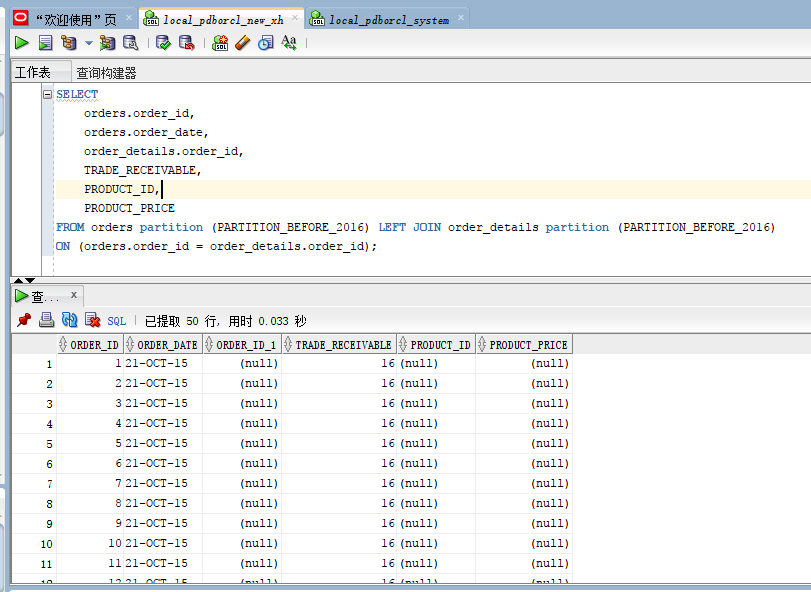 “欢迎使用”页 × local_pdborcl_new_xh × local_pdborcl_system ×
工作表 查询构建器
SELECT
orders.order_id,
orders.order_date,
order_details.order_id,
TRADE_RECEIVABLE,
PRODUCT_ID,
PRODUCT_PRICE
FROM orders partition (PARTITION_BEFORE_2016) LEFT JOIN order_details partition (PARTITION_BEFORE_2016)
ON (orders.order_id = order_details.order_id);
查... x
SQL | 已提取 50 行, 用时 0.033 秒
ORDER_ID ORDER_DATE ORDER_ID_1 TRADE_RECEIVABLE PRODUCT_ID PRODUCT_PRICE
1 1 21-OCT-15 (null) 16 (null) (null)
2 2 21-OCT-15 (null) 16 (null) (null)
3 3 21-OCT-15 (null) 16 (null) (null)
4 4 21-OCT-15 (null) 16 (null) (null)
5 5 21-OCT-15 (null) 16 (null) (null)
6 6 21-OCT-15 (null) 16 (null) (null)
7 7 21-OCT-15 (null) 16 (null) (null)
8 8 21-OCT-15 (null) 16 (null) (null)
9 9 21-OCT-15 (null) 16 (null) (null)
10 10 21-OCT-15 (null) 16 (null) (null)
11 11 21-OCT-15 (null) 16 (null) (null)